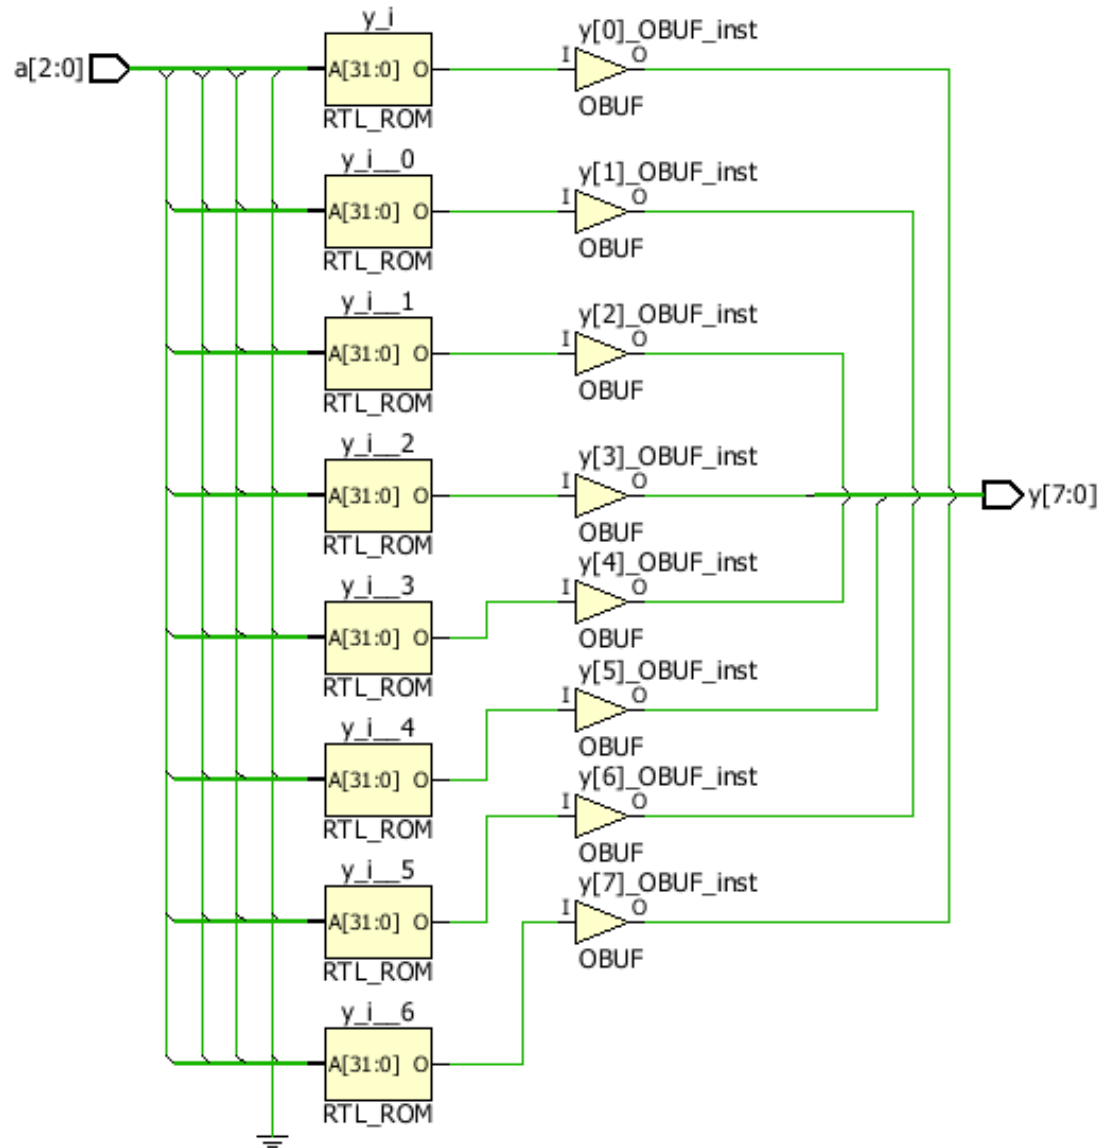 y_i
a[2:0]
A[31:0] O
RTL_ROM
y[0]_OBUF_inst
I O
OBUF
y_i__0
A[31:0] O
RTL_ROM
y[1]_OBUF_inst
I O
OBUF
y_i__1
A[31:0] O
RTL_ROM
y[2]_OBUF_inst
I O
OBUF
y_i__2
A[31:0] O
RTL_ROM
y[3]_OBUF_inst
I O
OBUF
y[7:0]
y_i__3
A[31:0] O
RTL_ROM
y[4]_OBUF_inst
I O
OBUF
y_i__4
A[31:0] O
RTL_ROM
y[5]_OBUF_inst
I O
OBUF
y_i__5
A[31:0] O
RTL_ROM
y[6]_OBUF_inst
I O
OBUF
y_i__6
A[31:0] O
RTL_ROM
y[7]_OBUF_inst
I O
OBUF